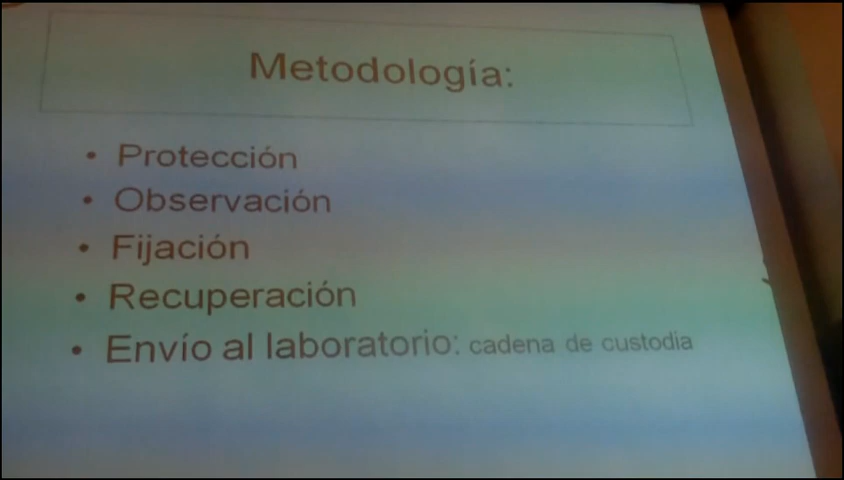 Metodología:
• Protección
• Observación
• Fijación
• Recuperación
• Envío al laboratorio: cadena de custodia